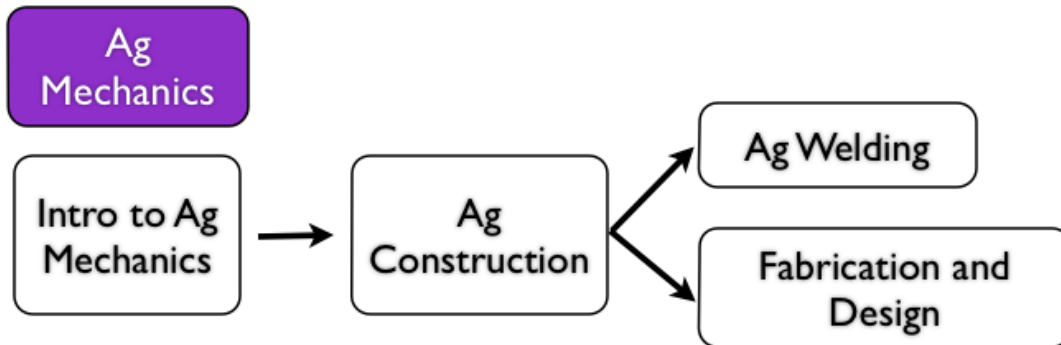 Ag
Mechanics
Intro to Ag
Mechanics
Ag
Construction
Ag Welding
Fabrication and
Design